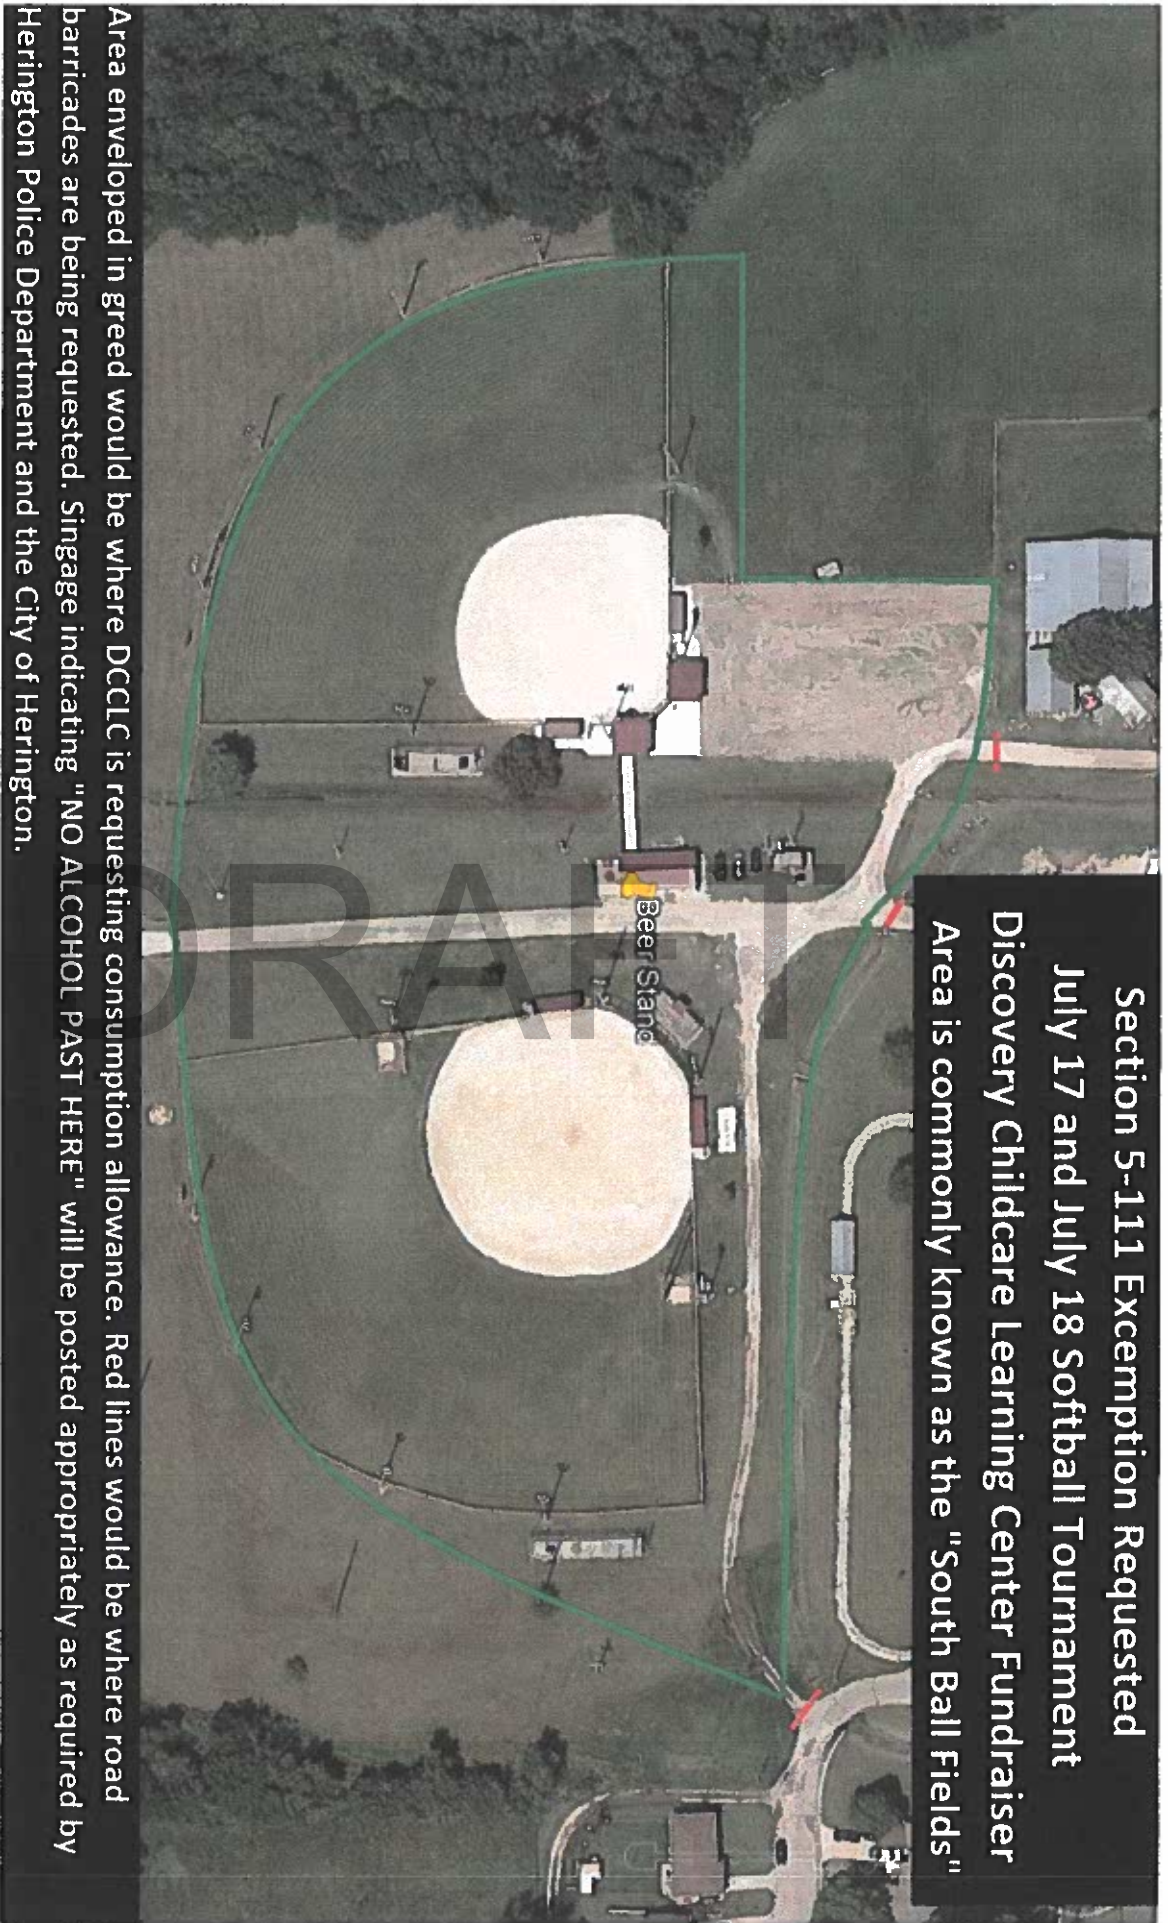 Section 5-111 Excemption Requested
July 17 and July 18 Softball Tournament
Discovery Childcare Learning Center Fundraiser
Area is commonly known as the "South Ball Fields"
Beer Stand
DRAFT
Area enveloped in greed would be where DCCLC is requesting consumption allowance. Red lines would be where road
barricades are being requested. Singage indicating "NO ALCOHOL PAST HERE" will be posted appropriately as required by
Herington Police Department and the City of Herington.